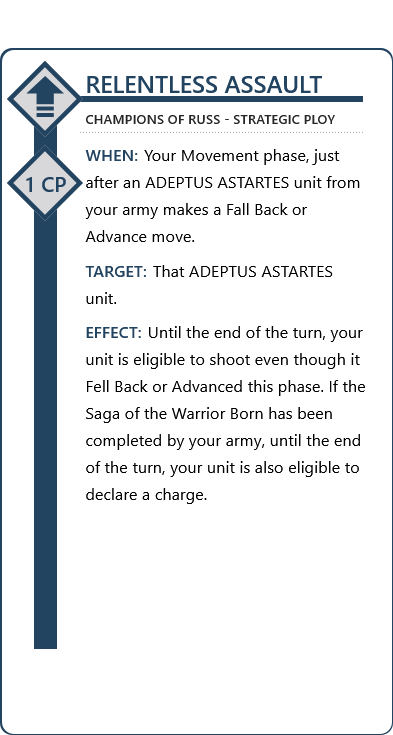 RELENTLESS ASSAULT
CHAMPIONS OF RUSS - STRATEGIC PLOY
WHEN: Your Movement phase, just
1 CP
after an ADEPTUS ASTARTES unit from
your army makes a Fall Back or
Advance move.
TARGET: That ADEPTUS ASTARTES
unit.
EFFECT: Until the end of the turn, your
unit is eligible to shoot even though it
Fell Back or Advanced this phase. If the
Saga of the Warrior Born has been
completed by your army, until the end
of the turn, your unit is also eligible to
declare a charge.